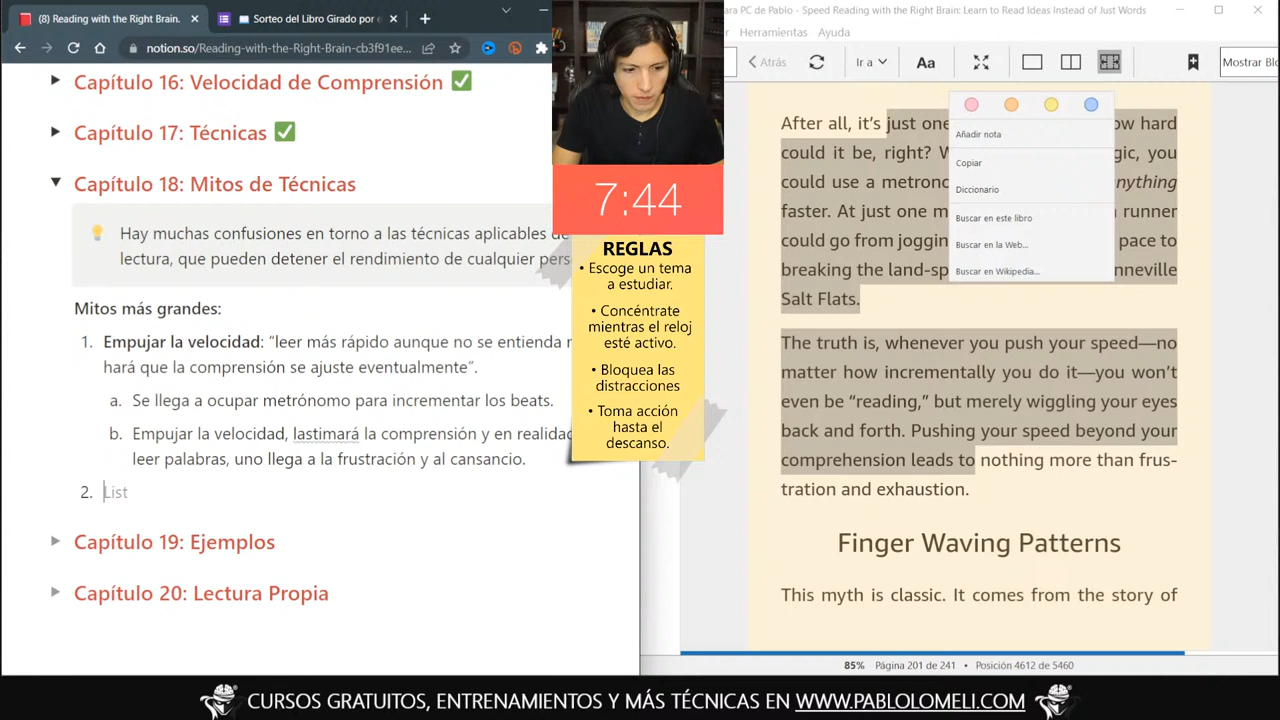 (8) Reading with the Right Brain.
Sorteo del Libro Girado por e
ara PC de Pablo - Speed Reading with the Right Brain: Learn to Read Ideas Instead of Just Words
notion.so/Reading-with-the-Right-Brain-cb3f91ee...
Herramientas Ayuda
Atrás
Ir a
Aa
Mostrar Blo
Capítulo 16: Velocidad de Comprensión
Capítulo 17: Técnicas
Capítulo 18: Mitos de Técnicas
Hay muchas confusiones en torno a las técnicas aplicables de
lectura, que pueden detener el rendimiento de cualquier pers
Mitos más grandes:
1. Empujar la velocidad: “leer más rápido aunque no se entienda
hará que la comprensión se ajuste eventualmente”.
a. Se llega a ocupar metrónomo para incrementar los beats.
b. Empujar la velocidad, lastimará la comprensión y en realidad
leer palabras, uno llega a la frustración y al cansancio.
2. List
Capítulo 19: Ejemplos
Capítulo 20: Lectura Propia
7:44
REGLAS
• Escoge un tema
a estudiar.
• Concéntrate
mientras el reloj
esté activo.
• Bloquea las
distracciones
• Toma acción
hasta el
descanso.
After all, it’s just one ow hard
could it be, right? W gic, you
could use a metrono nything
faster. At just one m runner
could go from joggin pace to
breaking the land-sp nneville
Salt Flats.
Añadir nota
Copiar
Diccionario
Buscar en este libro
Buscar en la Web...
Buscar en Wikipedia...
The truth is, whenever you push your speed—no
matter how incrementally you do it—you won’t
even be “reading,” but merely wiggling your eyes
back and forth. Pushing your speed beyond your
comprehension leads to nothing more than frus-
tration and exhaustion.
Finger Waving Patterns
This myth is classic. It comes from the story of
85% Página 201 de 241 • Posición 4612 de 5460
CURSOS GRATUITOS, ENTRENAMIENTOS Y MÁS TÉCNICAS EN WWW.PABLOLOMELI.COM